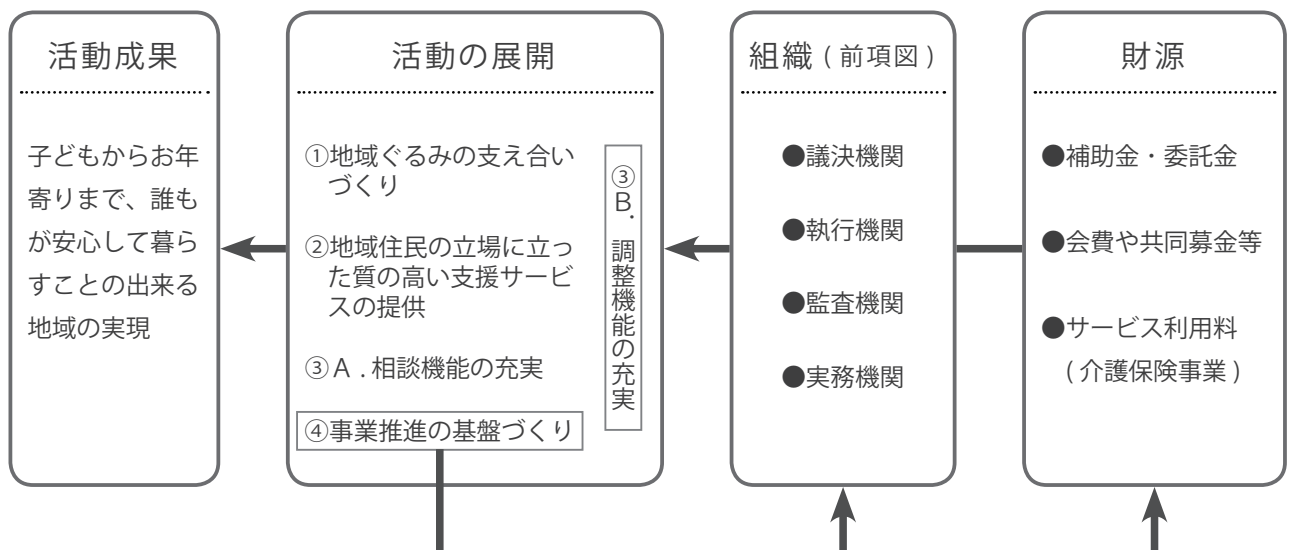 活動成果
子どもからお年
寄りまで、誰も
が安心して暮ら
すことの出来る
地域の実現
活動の展開
①地域ぐるみの支え合い
づくり
②地域住民の立場に立っ
た質の高い支援サービ
スの提供
③Ａ．相談機能の充実
④事業推進の基盤づくり
③Ｂ．調整機能の充実
組織(前項図)
●議決機関
●執行機関
●監査機関
●実務機関
財源
●補助金・委託金
●会費や共同募金等
●サービス利用料
(介護保険事業)